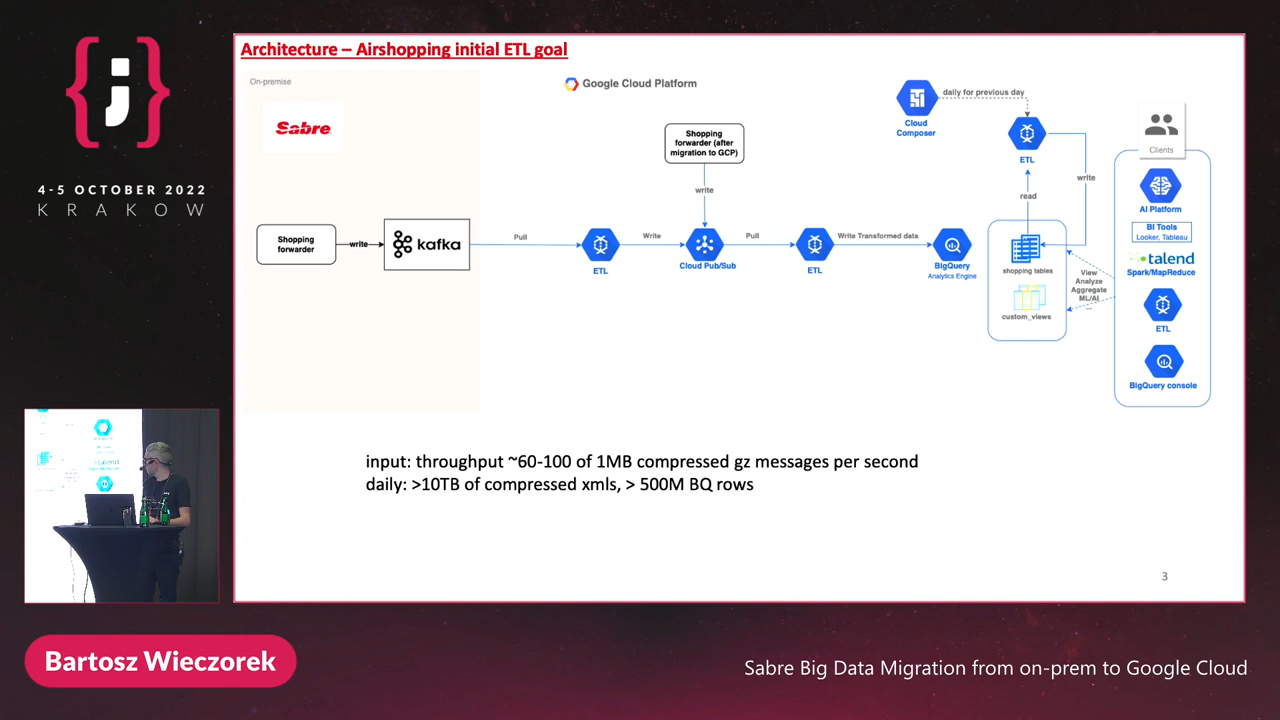 4-5 OCTOBER 2022
KRAKOW
Architecture – Airshopping initial ETL goal
On-premise
Sabre
Google Cloud Platform
Shopping
forwarder
write
kafka
Pull
ETL
Write
Shopping
forwarder (after
migration to GCP)
write
Cloud Pub/Sub
Pull
ETL
Write Transformed data
BigQuery
Analytics Engine
Cloud
Composer
daily for previous day
ETL
write
read
shopping tables
custom_views
View
Analyze
Aggregate
ML/AI
...
Clients
AI Platform
BI Tools
Looker, Tableau
talend
Spark/MapReduce
ETL
BigQuery console
input: throughput ~60-100 of 1MB compressed gz messages per second
daily: >10TB of compressed xmls, > 500M BQ rows
3
talend
Bartosz Wieczorek
Sabre Big Data Migration from on-prem to Google Cloud